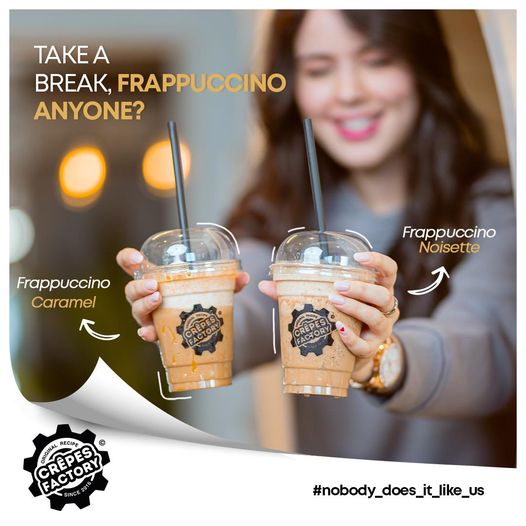 TAKE A
BREAK, FRAPPUCCINO
ANYONE?
Frappuccino
Noisette
Frappuccino
Caramel
CRÊPES
FACTORY
CRÊPES
FACTORY
ORIGINAL RECIPE
©
CRÊPES
FACTORY
SINCE 2015
#nobody_does_it_like_us